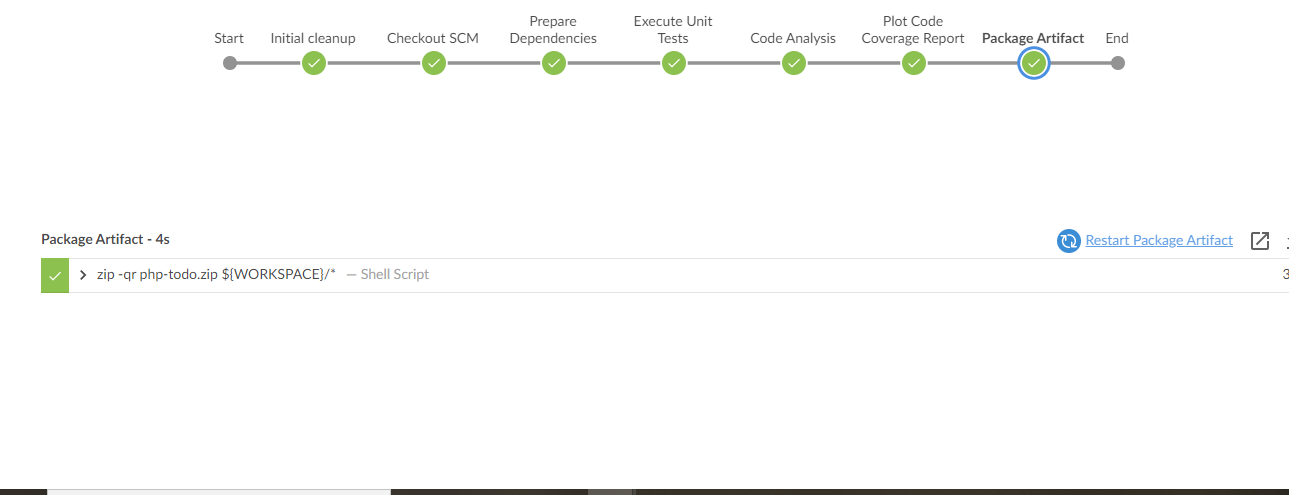 Start
Initial cleanup
Checkout SCM
Prepare
Dependencies
Execute Unit
Tests
Code Analysis
Plot Code
Coverage Report
Package Artifact
End
Package Artifact - 4s
Restart Package Artifact
zip -qr php-todo.zip ${WORKSPACE}/* — Shell Script
3